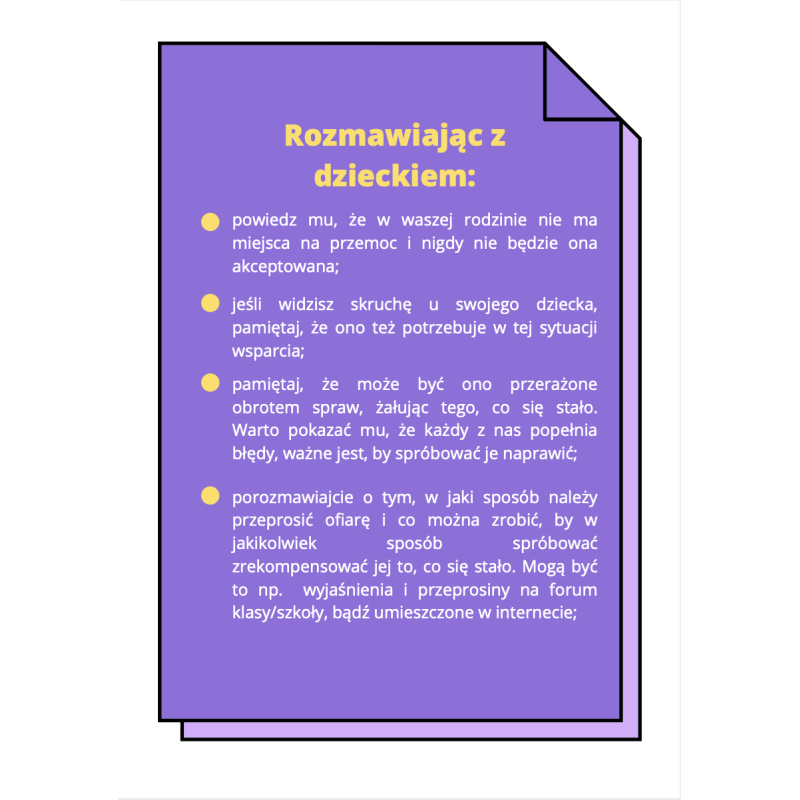 Rozmawiając z
dzieckiem:
powiedz mu, że w waszej rodzinie nie ma
miejsca na przemoc i nigdy nie będzie ona
akceptowana;
jeśli widzisz skruchę u swojego dziecka,
pamiętaj, że ono też potrzebuje w tej sytuacji
wsparcia;
pamiętaj, że może być ono przerażone
obrotem spraw, żałując tego, co się stało.
Warto pokazać mu, że każdy z nas popełnia
błędy, ważne jest, by spróbować je naprawić;
porozmawiajcie o tym, w jaki sposób należy
przeprosić ofiarę i co można zrobić, by w
jakikolwiek sposób spróbować
zrekompensować jej to, co się stało. Mogą być
to np. wyjaśnienia i przeprosiny na forum
klasy/szkoły, bądź umieszczone w internecie;